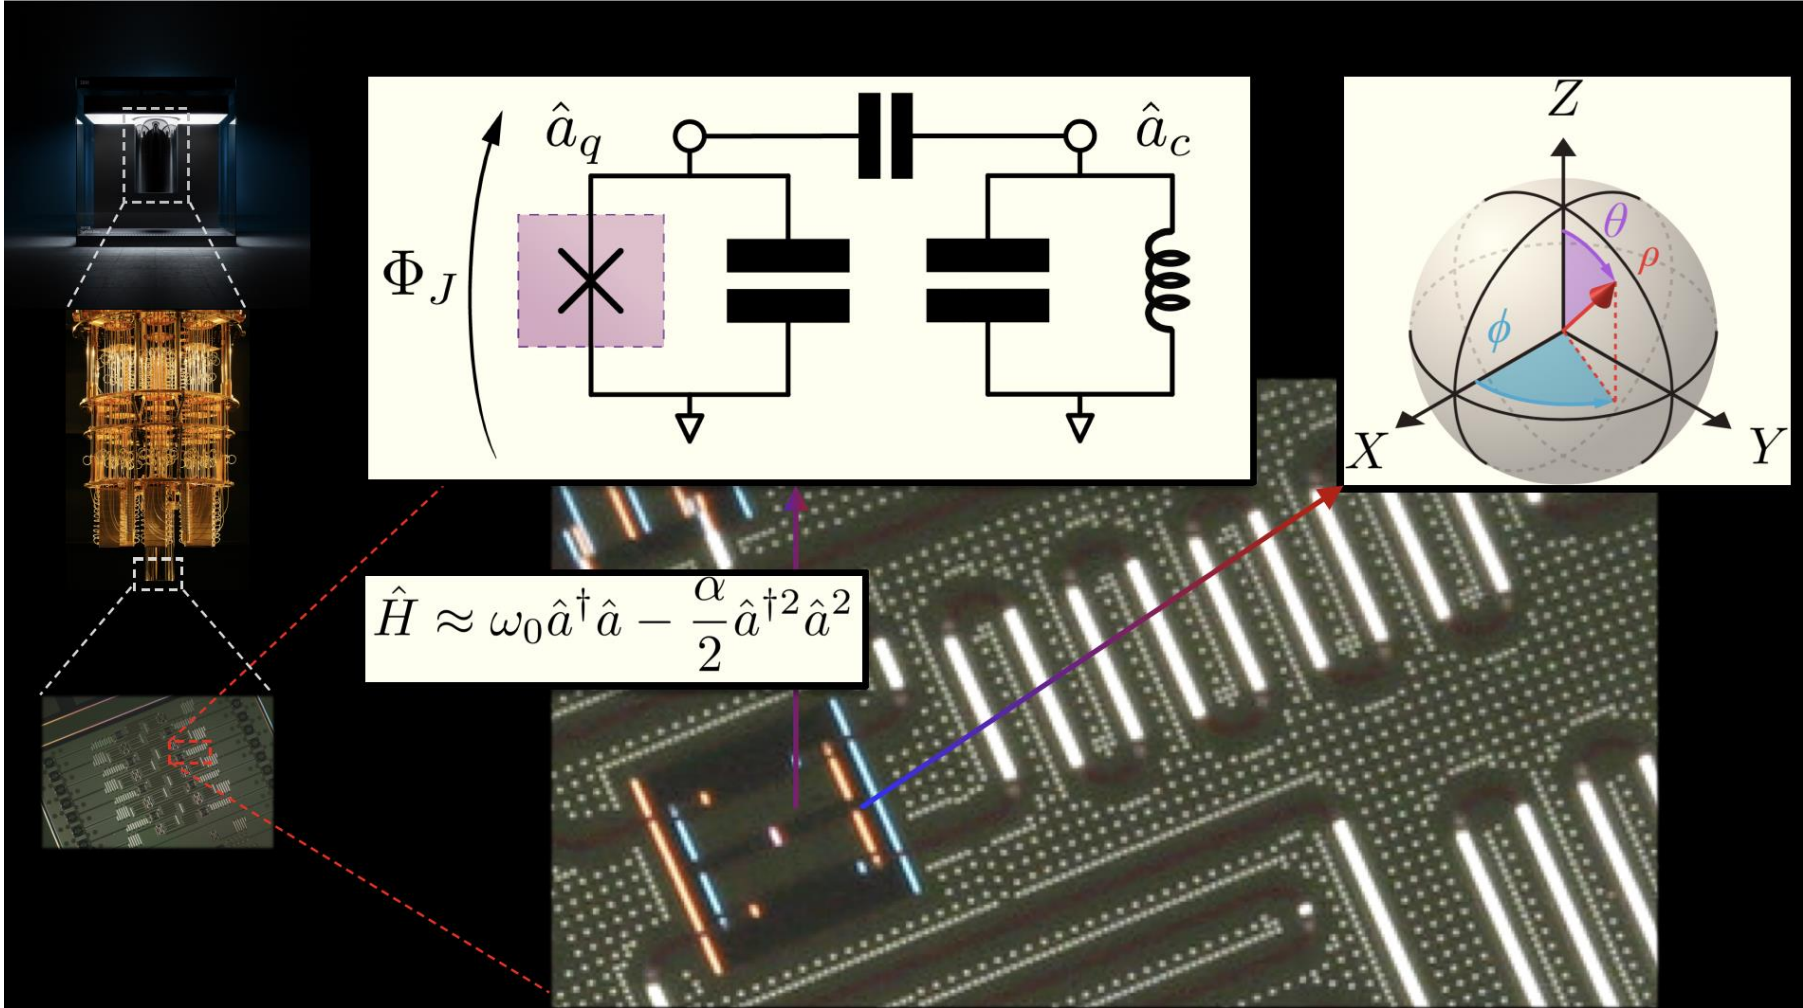 â_q
â_c
Φ_J
Z
θ
ρ
ϕ
X
Y
Ĥ ≈ ω₀â†â − α/2 â†²â²